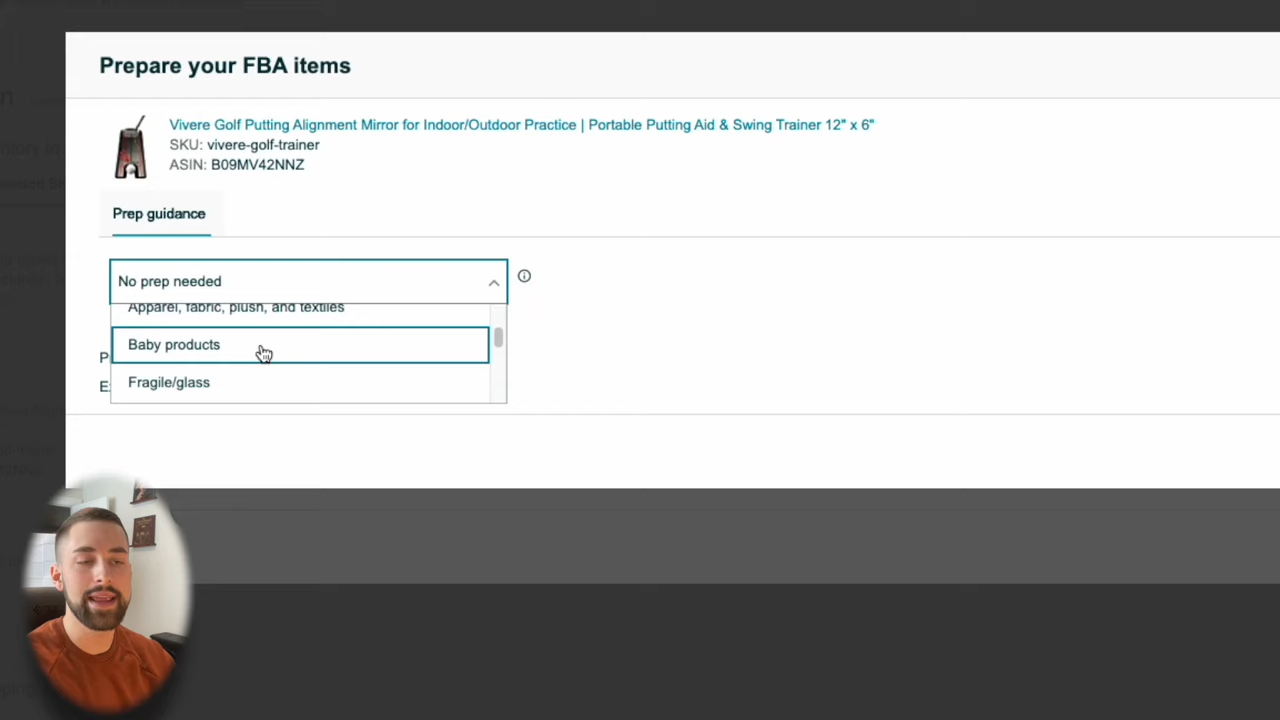 Prepare your FBA items
Vivere Golf Putting Alignment Mirror for Indoor/Outdoor Practice | Portable Putting Aid & Swing Trainer 12" x 6"
SKU: vivere-golf-trainer
ASIN: B09MV42NNZ
Prep guidance
No prep needed
Apparel, fabric, plush, and textiles
Baby products
Fragile/glass